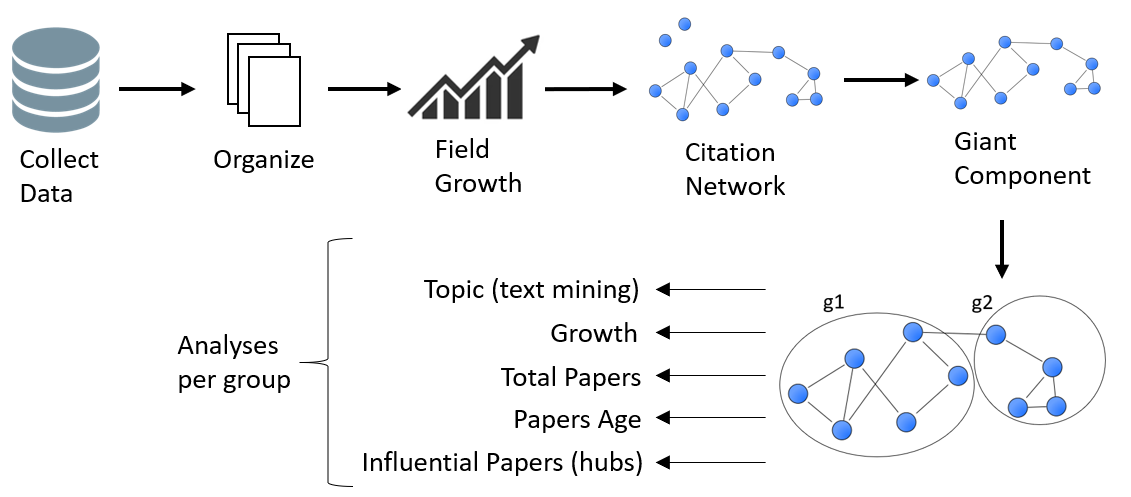 Collect
Data
Organize
Field
Growth
Citation
Network
Giant
Component
g1
g2
Topic (text mining)
Growth
Total Papers
Papers Age
Influential Papers (hubs)
Analyses
per group